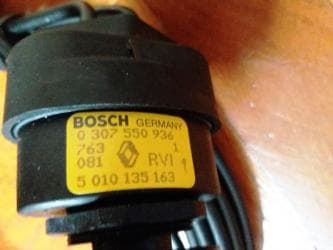 BOSCH GERMANY
0 307 550 936
763 1
081 RVI 1
5 010 135 163